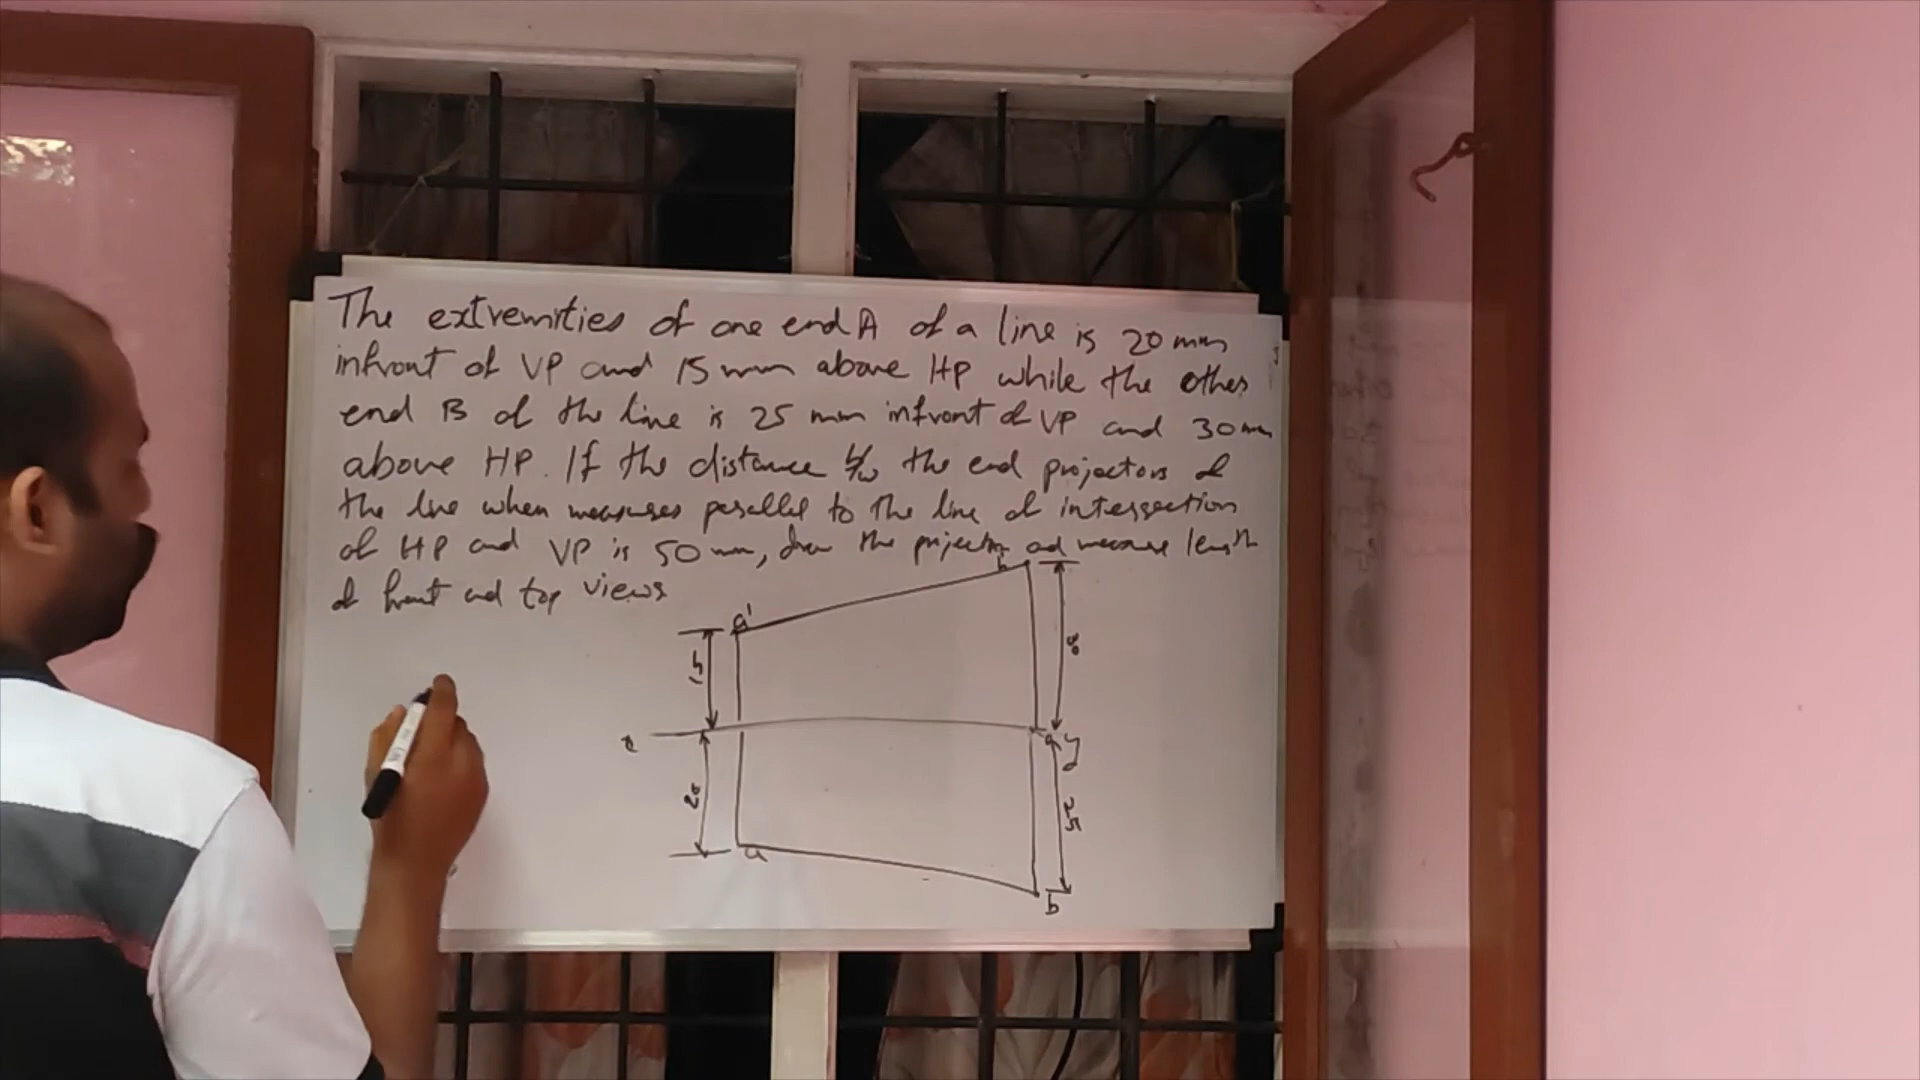 The extremities of one end A of a line is 20 mm
infront of VP and 15 mm above HP while the other
end B of the line is 25 mm infront of VP and 30 mm
above HP. If the distance b/w the end projectors of
the line when measures parallel to the line of intersection
of HP and VP is 50 mm, draw the projector and measure length
of front and top views
b'
a'
15
30
x
y
20
25
a
b